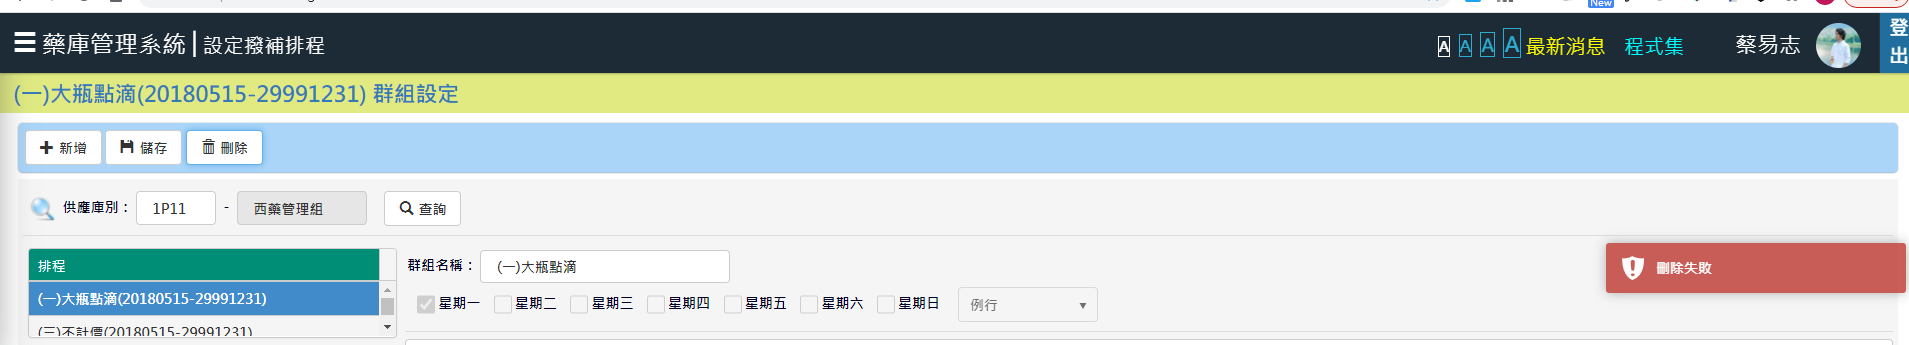 New
藥庫管理系統 | 設定撥補排程
A A A A 最新消息 程式集 蔡易志 登出
(一)大瓶點滴(20180515-29991231) 群組設定
新增 儲存 刪除
供應庫別： 1P11 - 西藥管理組 查詢
排程
群組名稱： (一)大瓶點滴
刪除失敗
(一)大瓶點滴(20180515-29991231)
星期一 星期二 星期三 星期四 星期五 星期六 星期日 例行
(三)不計價(20180515-29991231)